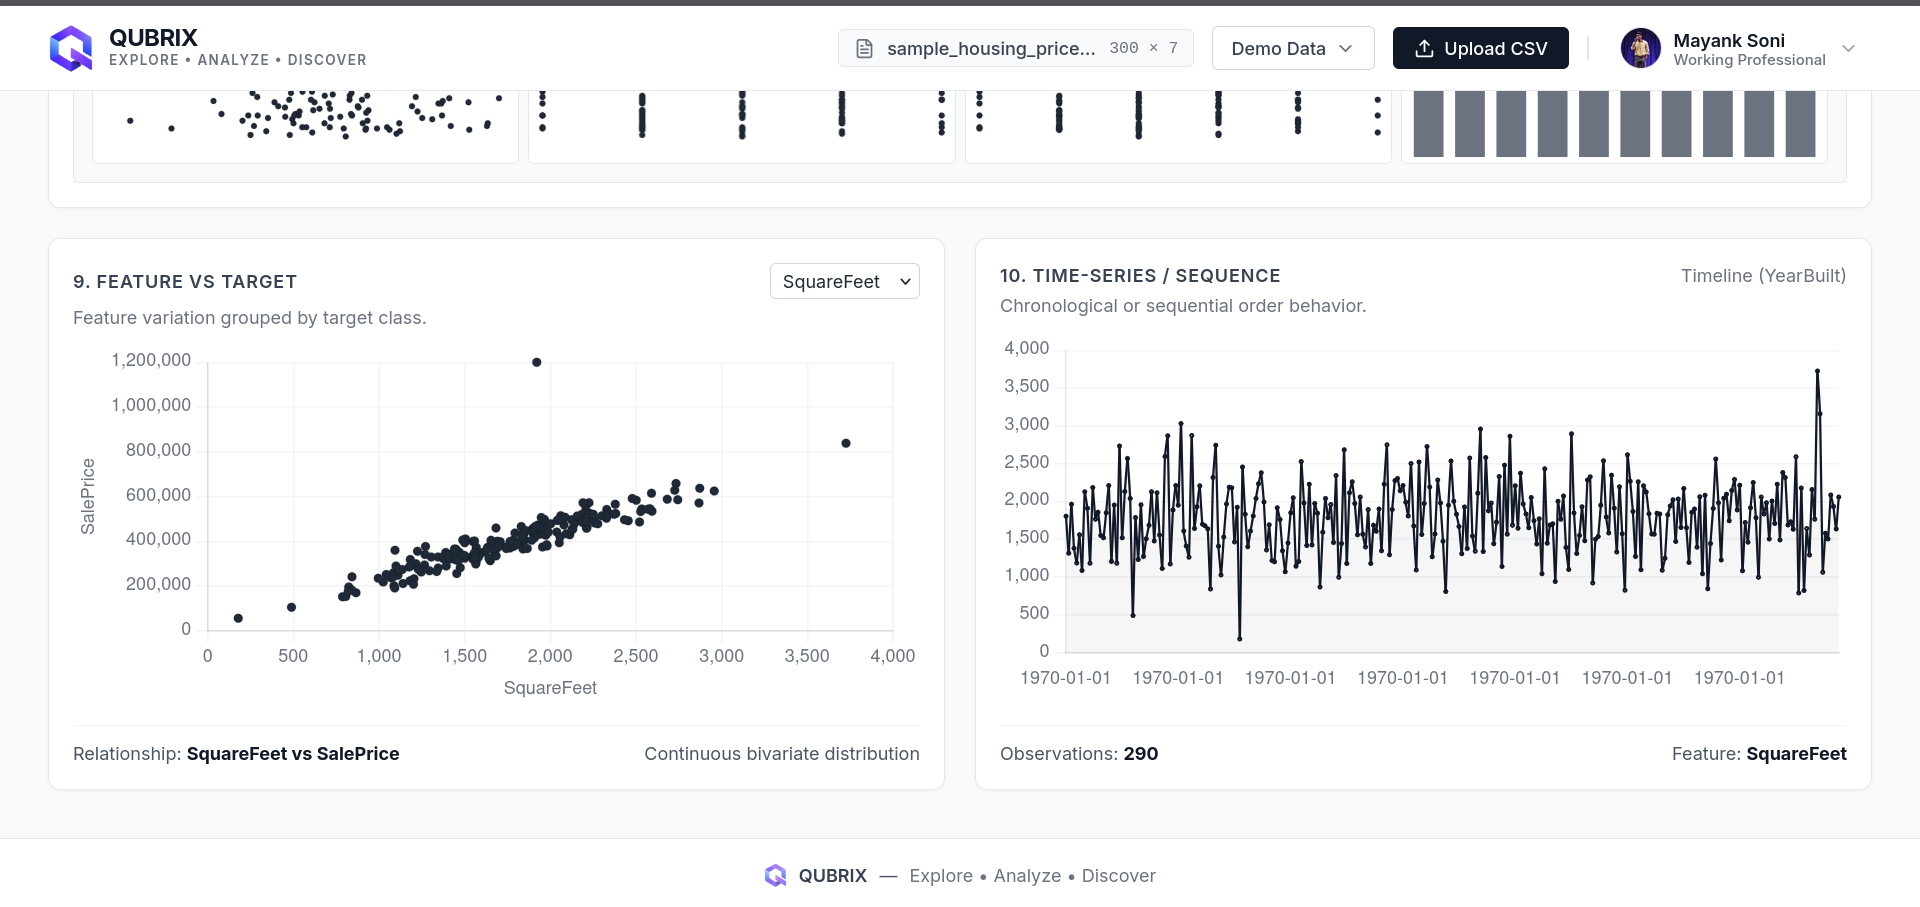 QUBRIX
EXPLORE • ANALYZE • DISCOVER
sample_housing_price... 300 × 7
Demo Data
Upload CSV
Mayank Soni
Working Professional
9. FEATURE VS TARGET
SquareFeet
Feature variation grouped by target class.
1,200,000
1,000,000
800,000
600,000
400,000
200,000
0
SalePrice
0 500 1,000 1,500 2,000 2,500 3,000 3,500 4,000
SquareFeet
Relationship: SquareFeet vs SalePrice
Continuous bivariate distribution
10. TIME-SERIES / SEQUENCE
Timeline (YearBuilt)
Chronological or sequential order behavior.
4,000
3,500
3,000
2,500
2,000
1,500
1,000
500
0
1970-01-01 1970-01-01 1970-01-01 1970-01-01 1970-01-01 1970-01-01 1970-01-01
Observations: 290
Feature: SquareFeet
QUBRIX — Explore • Analyze • Discover